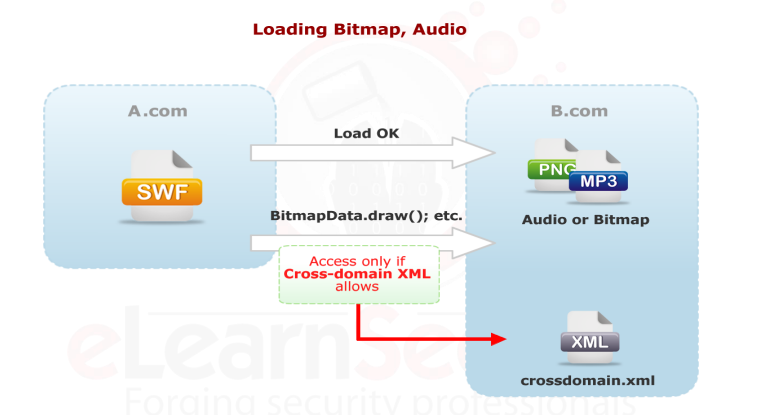 Loading Bitmap, Audio
A.com
B.com
Load OK
SWF
PNG
MP3
BitmapData.draw(); etc.
Audio or Bitmap
Access only if
Cross-domain XML
allows
XML
crossdomain.xml
eLearnSe
Forging security professionals